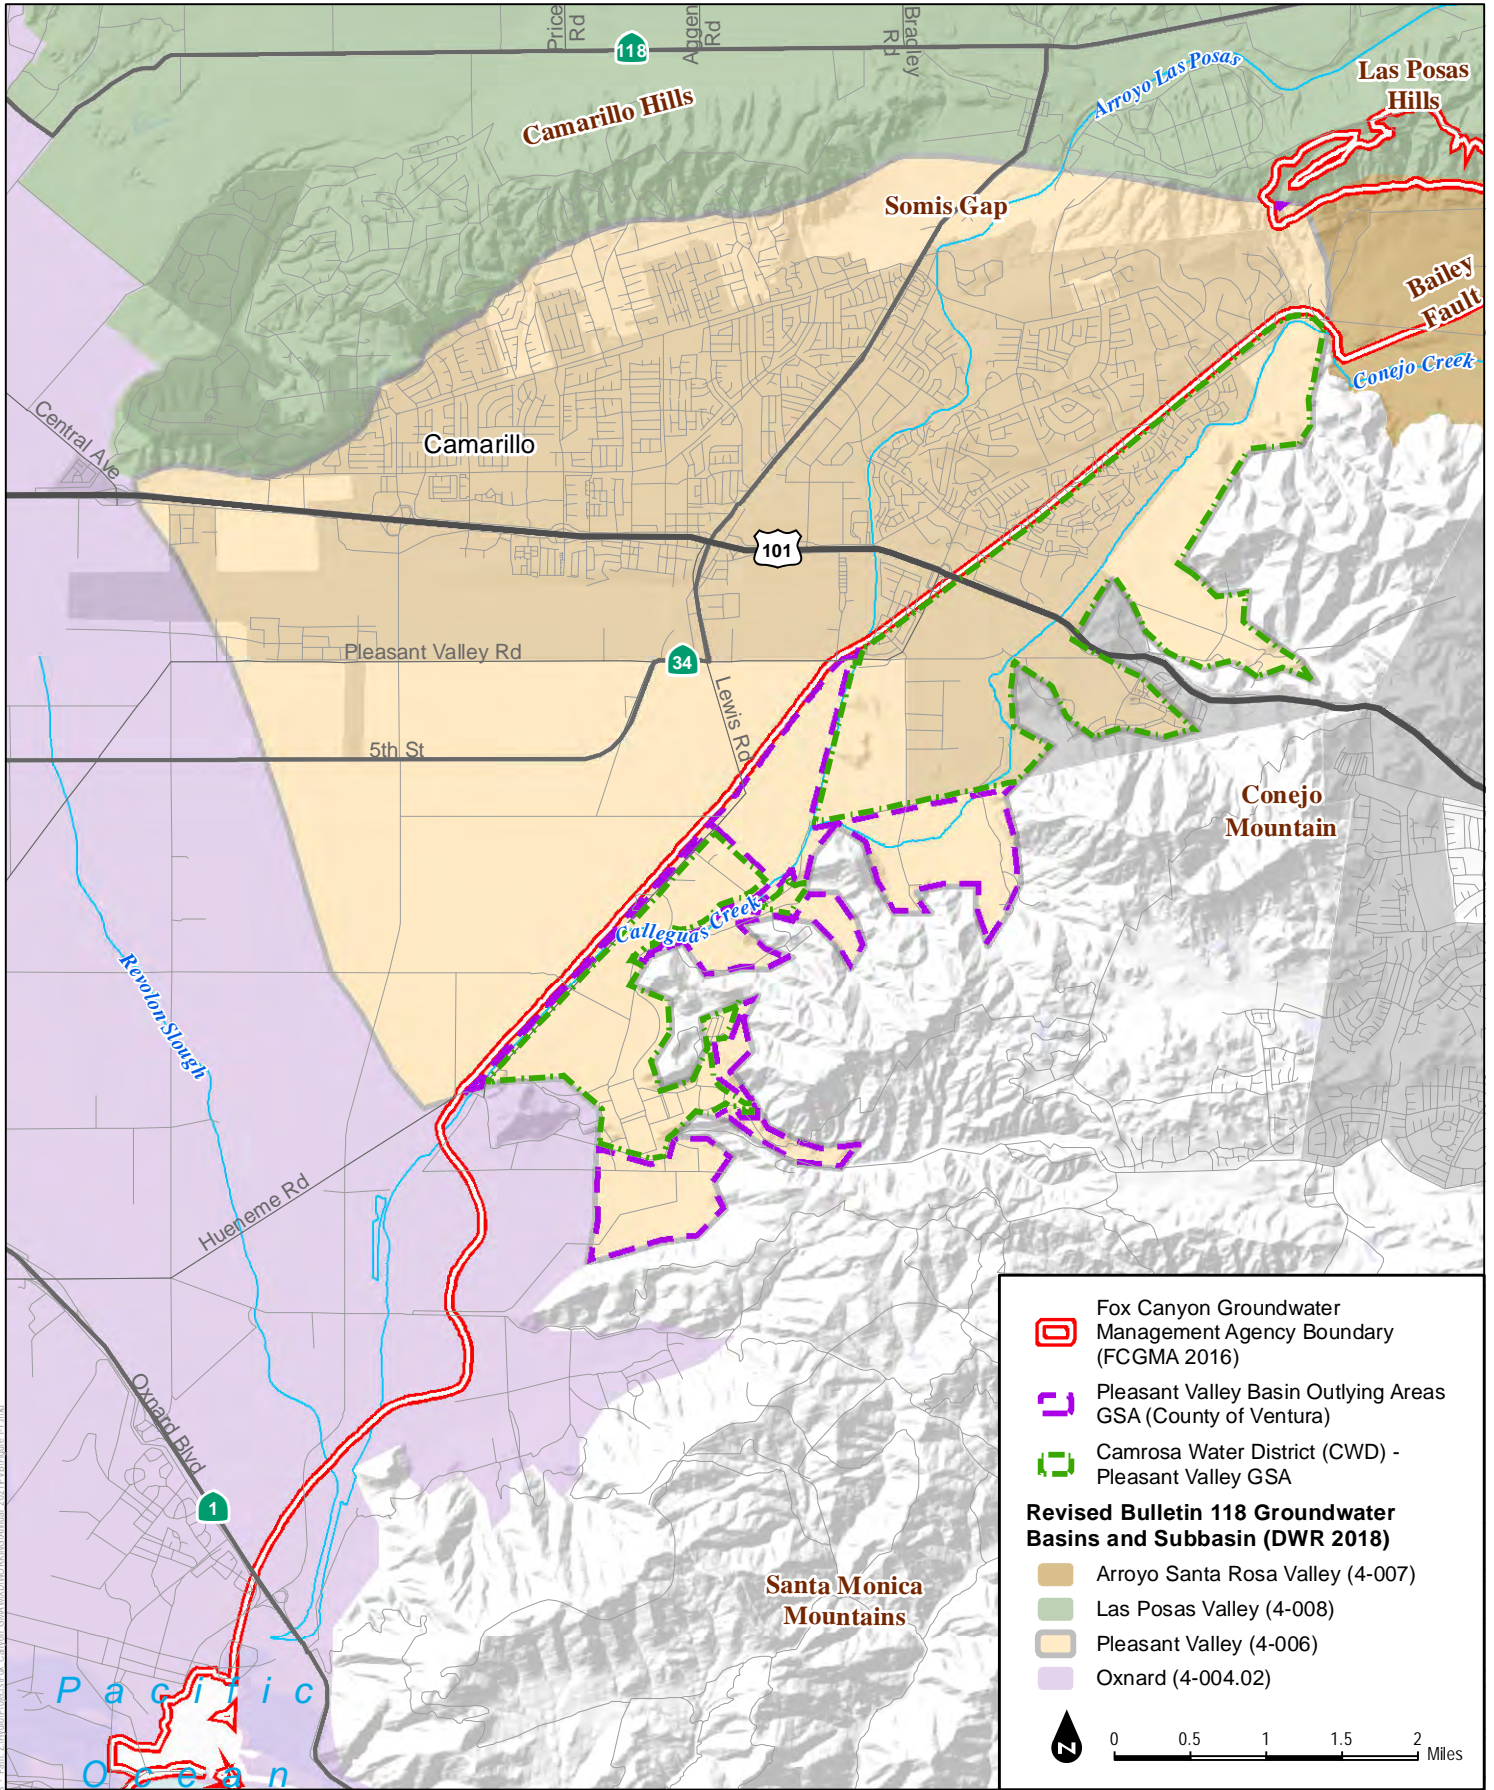 Price
Rd
Aggen
Rd
Bradley
Rd
118
Arroyo Las Posas
Las Posas
Hills
Camarillo Hills
Somis Gap
Bailey
Fault
Conejo Creek
Central Ave
Camarillo
101
Pleasant Valley Rd
34
Lewis Rd
5th St
Conejo
Mountain
Calleguas Creek
Revolon Slough
Hueneme Rd
Oxnard Blvd
1
Santa Monica
Mountains
Pacific
Ocean
Fox Canyon Groundwater
Management Agency Boundary
(FCGMA 2016)
Pleasant Valley Basin Outlying Areas
GSA (County of Ventura)
Camrosa Water District (CWD) -
Pleasant Valley GSA
Revised Bulletin 118 Groundwater
Basins and Subbasin (DWR 2018)
Arroyo Santa Rosa Valley (4-007)
Las Posas Valley (4-008)
Pleasant Valley (4-006)
Oxnard (4-004.02)
N
0 0.5 1 1.5 2
Miles